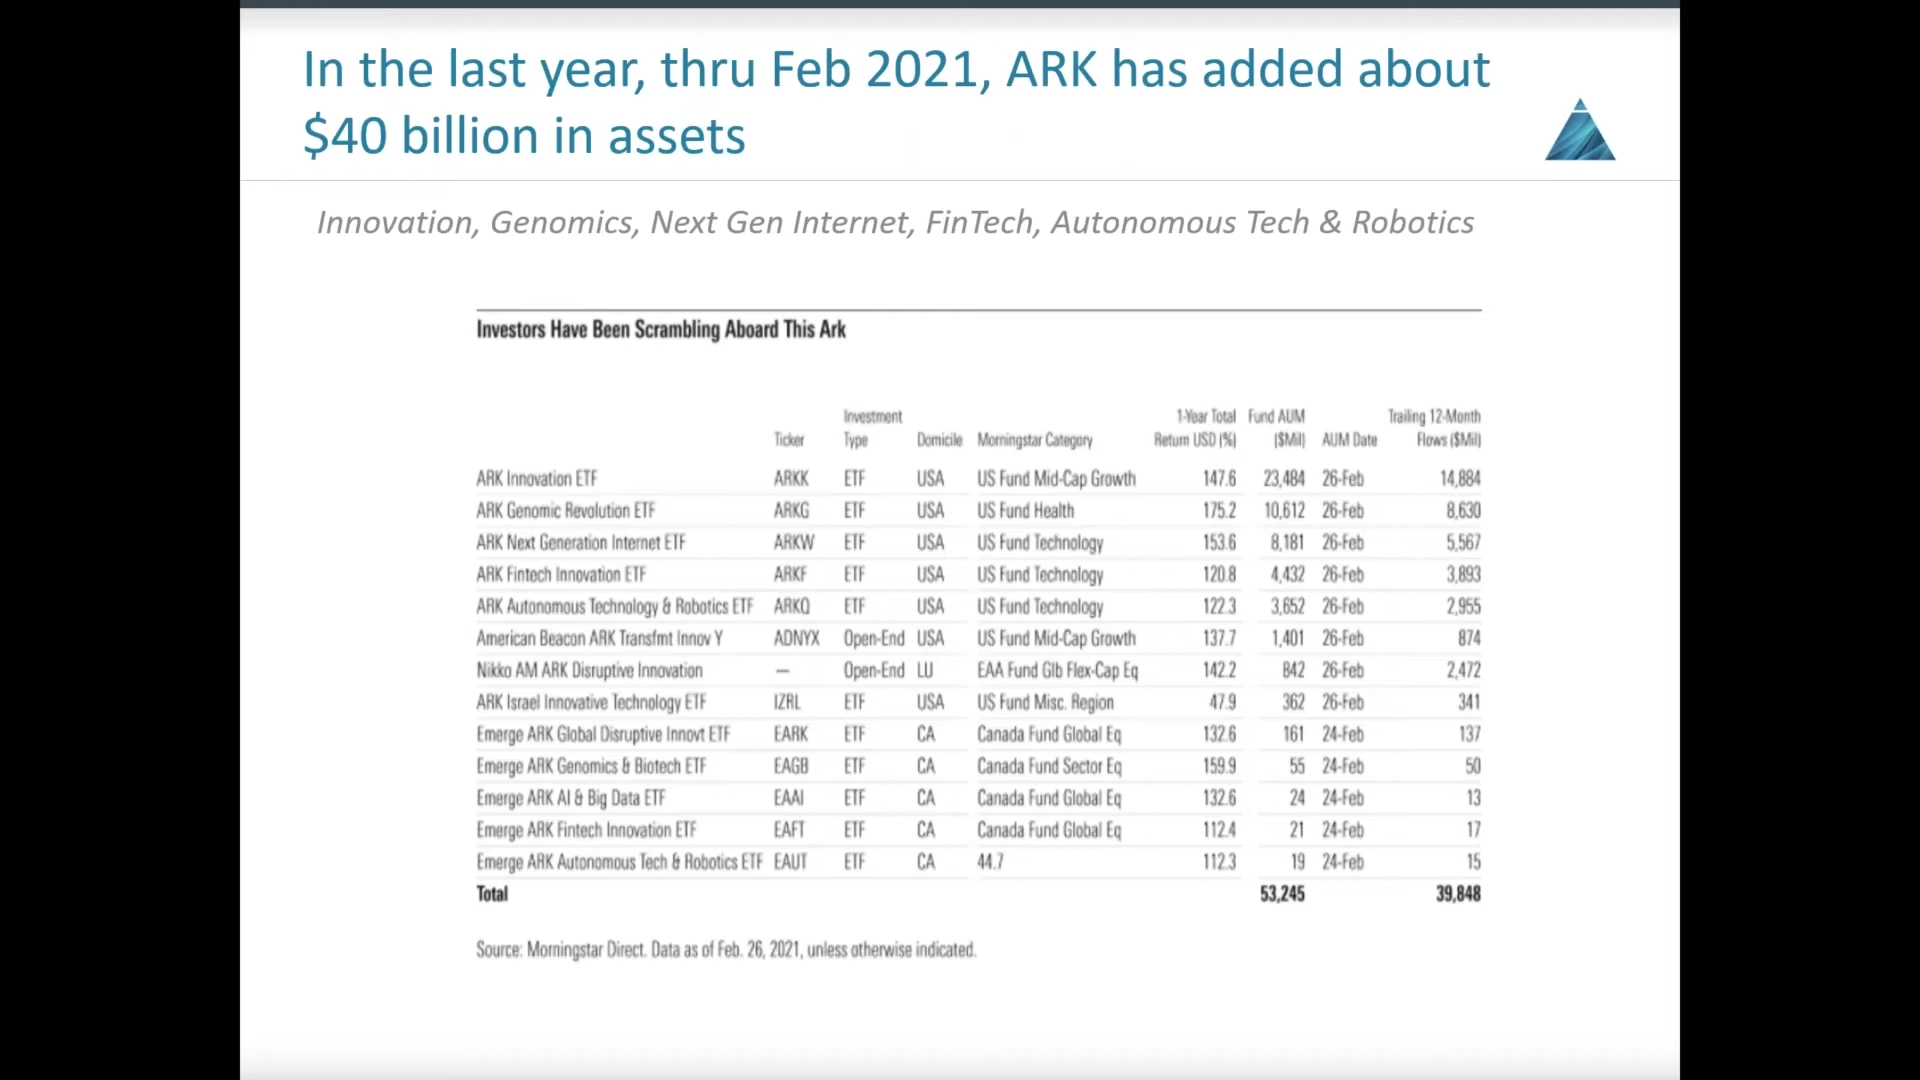 In the last year, thru Feb 2021, ARK has added about
$40 billion in assets
Innovation, Genomics, Next Gen Internet, FinTech, Autonomous Tech & Robotics
Investors Have Been Scrambling Aboard This Ark
Investment 1-Year Total Fund AUM Trailing 12-Month
Ticker Type Domicile Morningstar Category Return USD (%) ($Mil) AUM Date Flows ($Mil)
ARK Innovation ETF ARKK ETF USA US Fund Mid-Cap Growth 147.6 23,484 26-Feb 14,884
ARK Genomic Revolution ETF ARKG ETF USA US Fund Health 175.2 10,612 26-Feb 8,630
ARK Next Generation Internet ETF ARKW ETF USA US Fund Technology 153.6 8,181 26-Feb 5,567
ARK Fintech Innovation ETF ARKF ETF USA US Fund Technology 120.8 4,432 26-Feb 3,893
ARK Autonomous Technology & Robotics ETF ARKQ ETF USA US Fund Technology 122.3 3,652 26-Feb 2,955
American Beacon ARK Transfmt Innov Y ADNYX Open-End USA US Fund Mid-Cap Growth 137.7 1,401 26-Feb 874
Nikko AM ARK Disruptive Innovation — Open-End LU EAA Fund Glb Flex-Cap Eq 142.2 842 26-Feb 2,472
ARK Israel Innovative Technology ETF IZRL ETF USA US Fund Misc. Region 47.9 362 26-Feb 341
Emerge ARK Global Disruptive Innovt ETF EARK ETF CA Canada Fund Global Eq 132.6 161 24-Feb 137
Emerge ARK Genomics & Biotech ETF EAGB ETF CA Canada Fund Sector Eq 159.9 55 24-Feb 50
Emerge ARK AI & Big Data ETF EAAI ETF CA Canada Fund Global Eq 132.6 24 24-Feb 13
Emerge ARK Fintech Innovation ETF EAFT ETF CA Canada Fund Global Eq 112.4 21 24-Feb 17
Emerge ARK Autonomous Tech & Robotics ETF EAUT ETF CA 44.7 112.3 19 24-Feb 15
Total 53,245 39,848
Source: Morningstar Direct. Data as of Feb. 26, 2021, unless otherwise indicated.